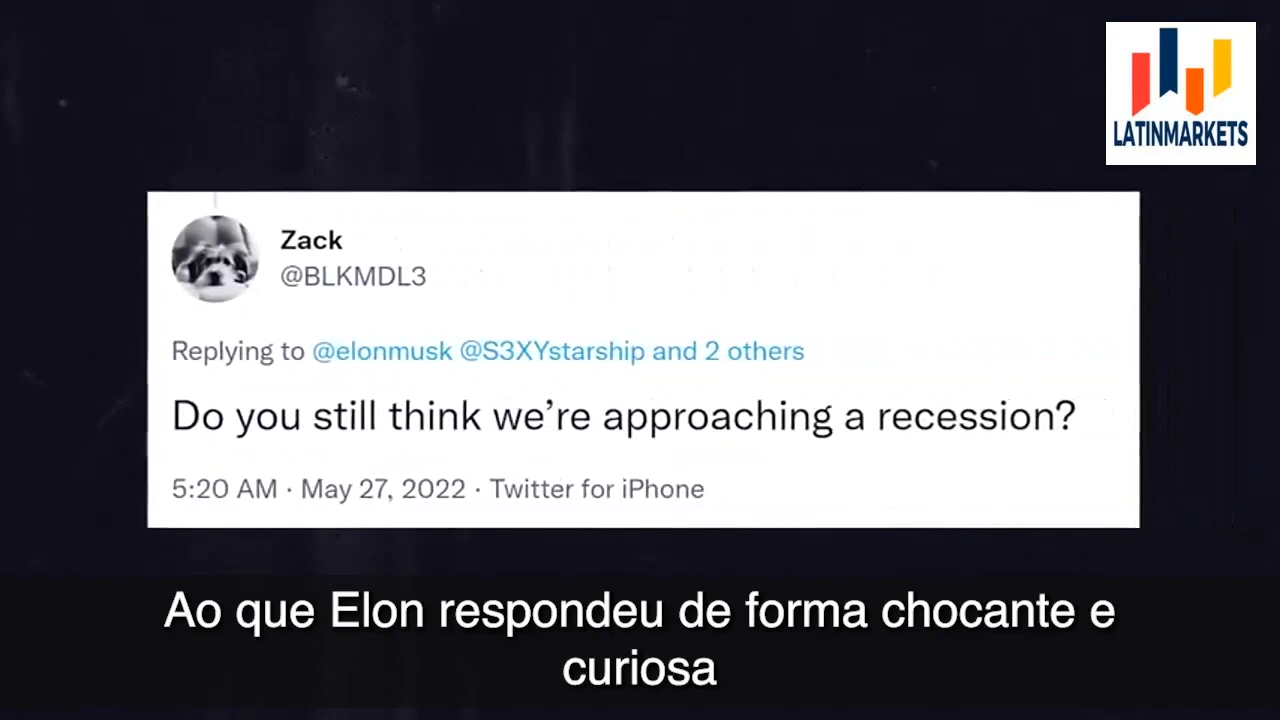 LATINMARKETS
Zack
@BLKMDL3
Replying to @elonmusk @S3XYstarship and 2 others
Do you still think we’re approaching a recession?
5:20 AM · May 27, 2022 · Twitter for iPhone
Ao que Elon respondeu de forma chocante e
curiosa